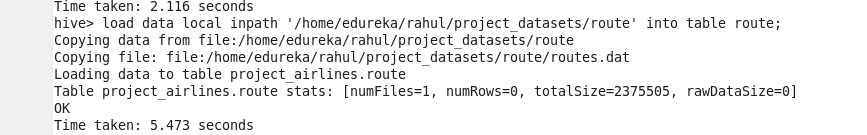 Time taken: 2.116 seconds
hive> load data local inpath '/home/edureka/rahul/project_datasets/route' into table route;
Copying data from file:/home/edureka/rahul/project_datasets/route
Copying file: file:/home/edureka/rahul/project_datasets/route/routes.dat
Loading data to table project_airlines.route
Table project_airlines.route stats: [numFiles=1, numRows=0, totalSize=2375505, rawDataSize=0]
OK
Time taken: 5.473 seconds